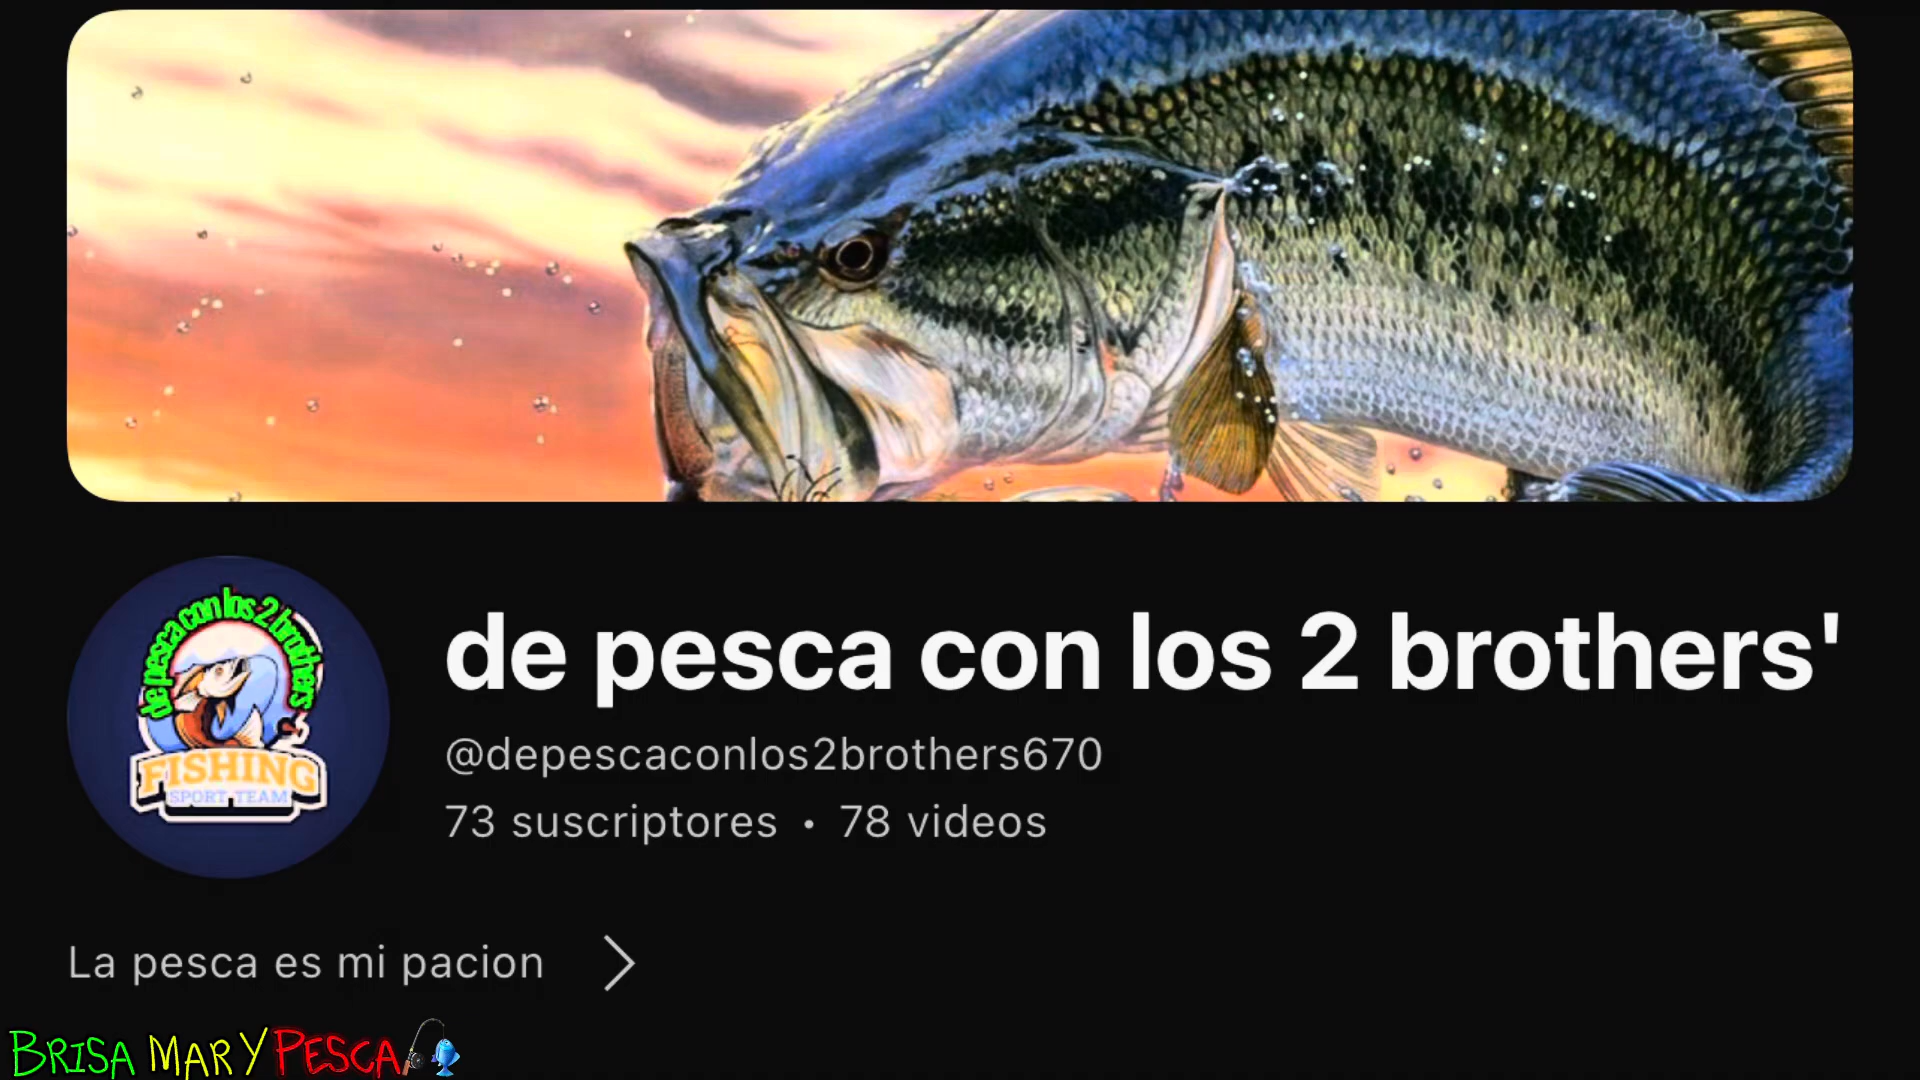 de pesca con los 2 brothers
FISHING
SPORT TEAM
de pesca con los 2 brothers'
@depescaconlos2brothers670
73 suscriptores • 78 videos
La pesca es mi pacion
BRISA MAR Y PESCA